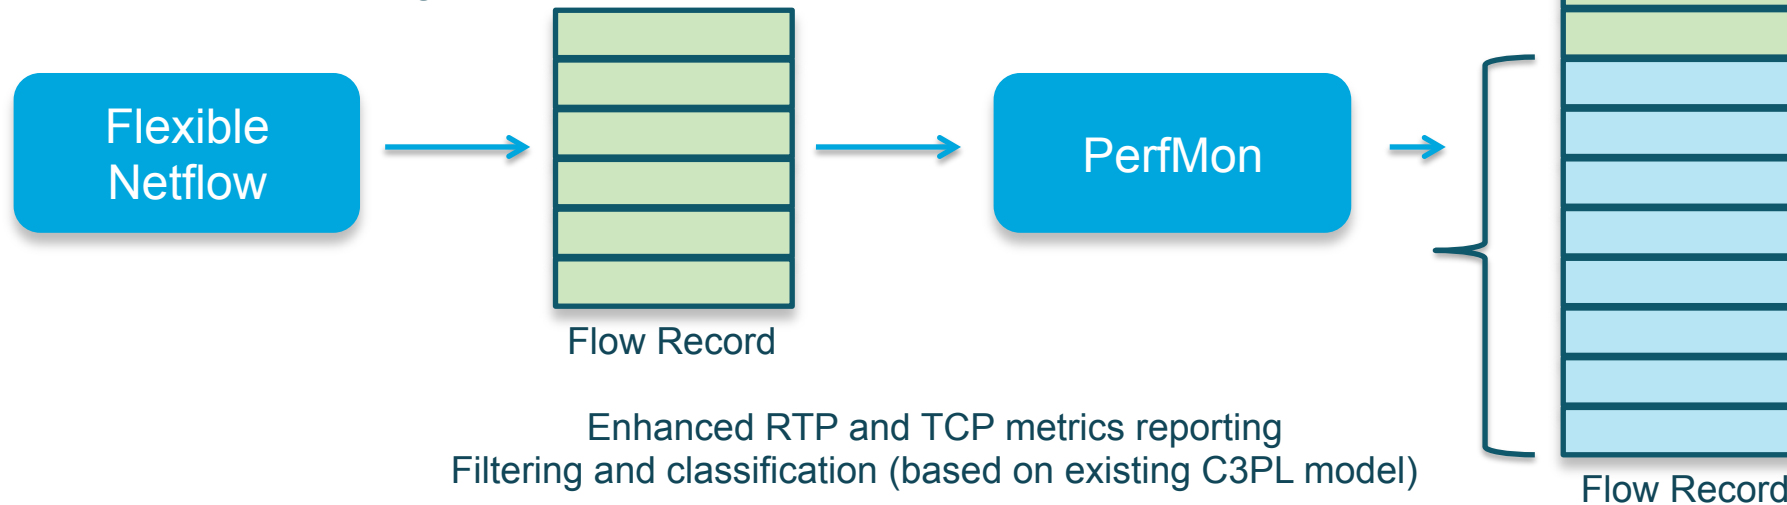 Flexible
Netflow
PerfMon
Flow Record
Enhanced RTP and TCP metrics reporting
Filtering and classification (based on existing C3PL model)
Flow Record